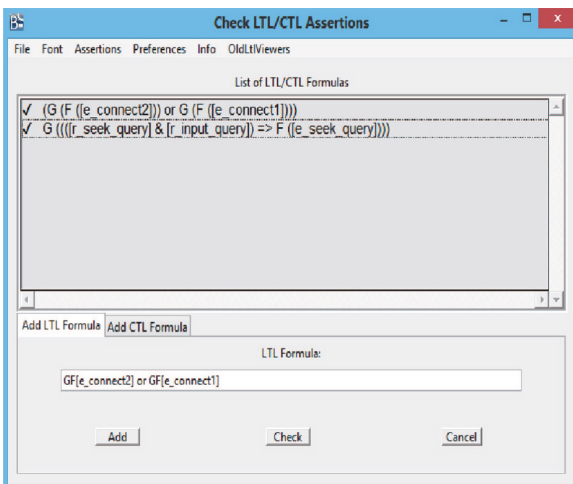 Check LTL/CTL Assertions
File Font Assertions Preferences Info OldLtlViewers
List of LTL/CTL Formulas
✓ (G (F ([e_connect2])) or G (F ([e_connect1])))
✓ G ((([r_seek_query] & [r_input_query]) => F ([e_seek_query])))
Add LTL Formula Add CTL Formula
LTL Formula:
GF[e_connect2] or GF[e_connect1]
Add Check Cancel